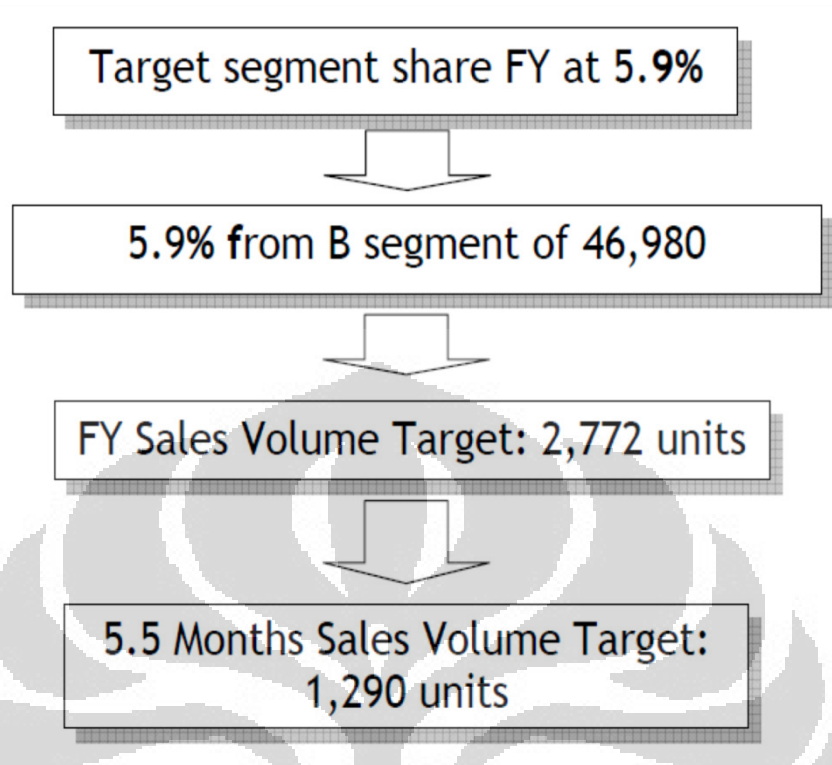 Target segment share FY at 5.9%
5.9% from B segment of 46,980
FY Sales Volume Target: 2,772 units
5.5 Months Sales Volume Target:
1,290 units